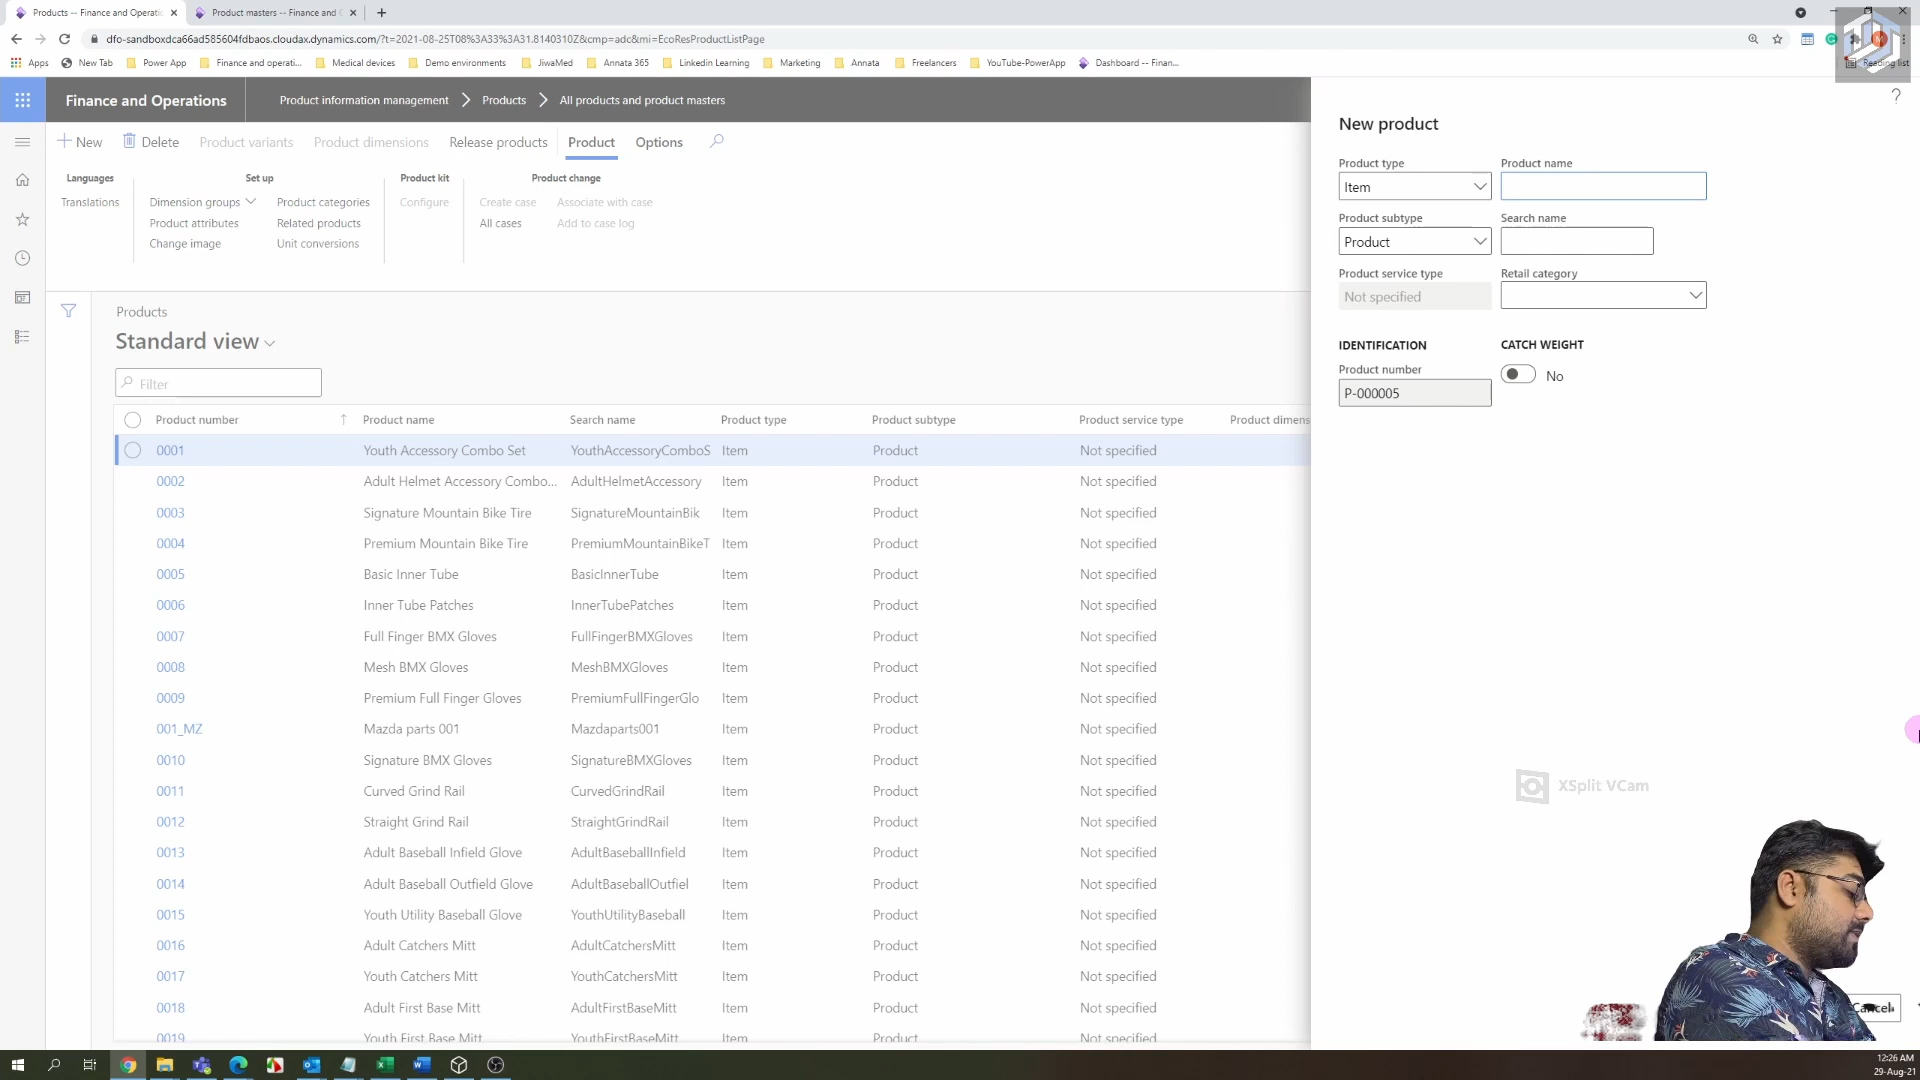 Products -- Finance and Operatio
Product masters -- Finance and O
dfo-sandboxdca66ad585604fdbaos.cloudax.dynamics.com/?t=2021-08-25T08%3A33%3A31.8140310Z&cmp=adc&mi=EcoResProductListPage
Apps New Tab Power App Finance and operati... Medical devices Demo environments JiwaMed Annata 365 Linkedin Learning Marketing Annata Freelancers YouTube-PowerApp Dashboard -- Finan... Reading list
Finance and Operations Product information management Products All products and product masters
?
New product
New Delete Product variants Product dimensions Release products Product Options
Languages Set up Product kit Product change
Translations Dimension groups Product categories Configure Create case Associate with case
Product attributes Related products All cases Add to case log
Change image Unit conversions
Products
Standard view
Filter
Product number Product name Search name Product type Product subtype Product service type Product dimens
0001 Youth Accessory Combo Set YouthAccessoryComboS Item Product Not specified
0002 Adult Helmet Accessory Combo... AdultHelmetAccessory Item Product Not specified
0003 Signature Mountain Bike Tire SignatureMountainBik Item Product Not specified
0004 Premium Mountain Bike Tire PremiumMountainBikeT Item Product Not specified
0005 Basic Inner Tube BasicInnerTube Item Product Not specified
0006 Inner Tube Patches InnerTubePatches Item Product Not specified
0007 Full Finger BMX Gloves FullFingerBMXGloves Item Product Not specified
0008 Mesh BMX Gloves MeshBMXGloves Item Product Not specified
0009 Premium Full Finger Gloves PremiumFullFingerGlo Item Product Not specified
001_MZ Mazda parts 001 Mazdaparts001 Item Product Not specified
0010 Signature BMX Gloves SignatureBMXGloves Item Product Not specified
0011 Curved Grind Rail CurvedGrindRail Item Product Not specified
0012 Straight Grind Rail StraightGrindRail Item Product Not specified
0013 Adult Baseball Infield Glove AdultBaseballInfield Item Product Not specified
0014 Adult Baseball Outfield Glove AdultBaseballOutfiel Item Product Not specified
0015 Youth Utility Baseball Glove YouthUtilityBaseball Item Product Not specified
0016 Adult Catchers Mitt AdultCatchersMitt Item Product Not specified
0017 Youth Catchers Mitt YouthCatchersMitt Item Product Not specified
0018 Adult First Base Mitt AdultFirstBaseMitt Item Product Not specified
0019 Youth First Base Mitt YouthFirstBaseMitt Item Product Not specified
Product type Product name
Item
Product subtype Search name
Product
Product service type Retail category
Not specified
IDENTIFICATION CATCH WEIGHT
Product number
No
P-000005
XSplit VCam
Cancel
12:26 AM
29-Aug-21